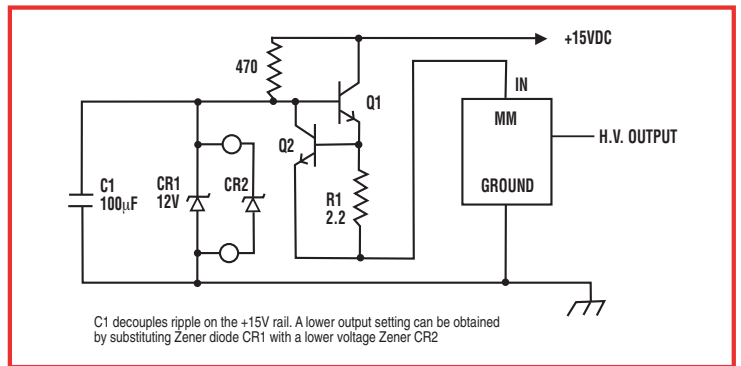 +15VDC
470
IN
Q1
MM
H.V. OUTPUT
Q2
C1
100µF
CR1
12V
CR2
R1
2.2
GROUND
C1 decouples ripple on the +15V rail. A lower output setting can be obtained
by substituting Zener diode CR1 with a lower voltage Zener CR2